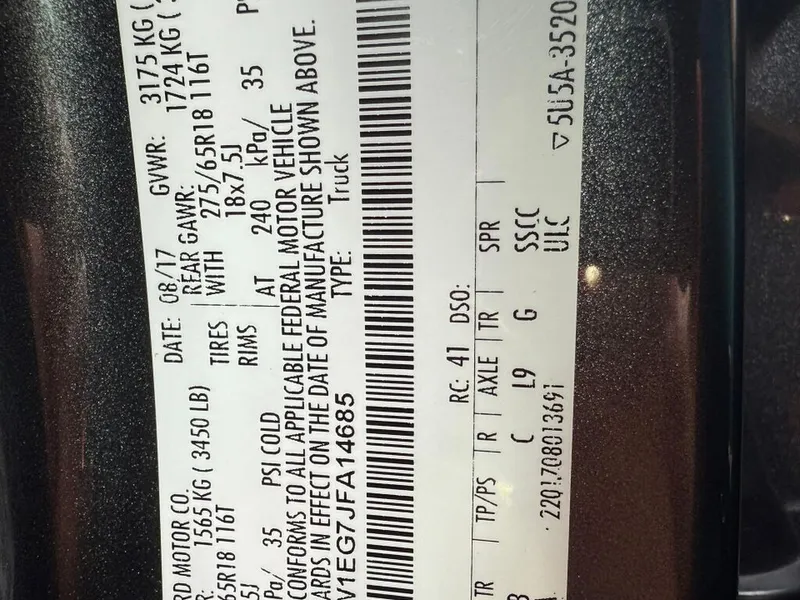 RD MOTOR CO. DATE: 08/17 GVWR: 3175 KG (
R: 1565 KG ( 3450 LB) REAR GAWR: 1724 KG (
65R18 116T TIRES WITH 275/65R18 116T
5J RIMS 18x7.5J
Pa/ 35 PSI COLD AT 240 kPa/ 35 P
CONFORMS TO ALL APPLICABLE FEDERAL MOTOR VEHICLE
ARDS IN EFFECT ON THE DATE OF MANUFACTURE SHOWN ABOVE.
V1EG7JFA14685 TYPE: Truck
RC: 41 DSO:
TR TP/PS R AXLE TR SPR
B C L9 G SSCC
ULC
5U5A-3520